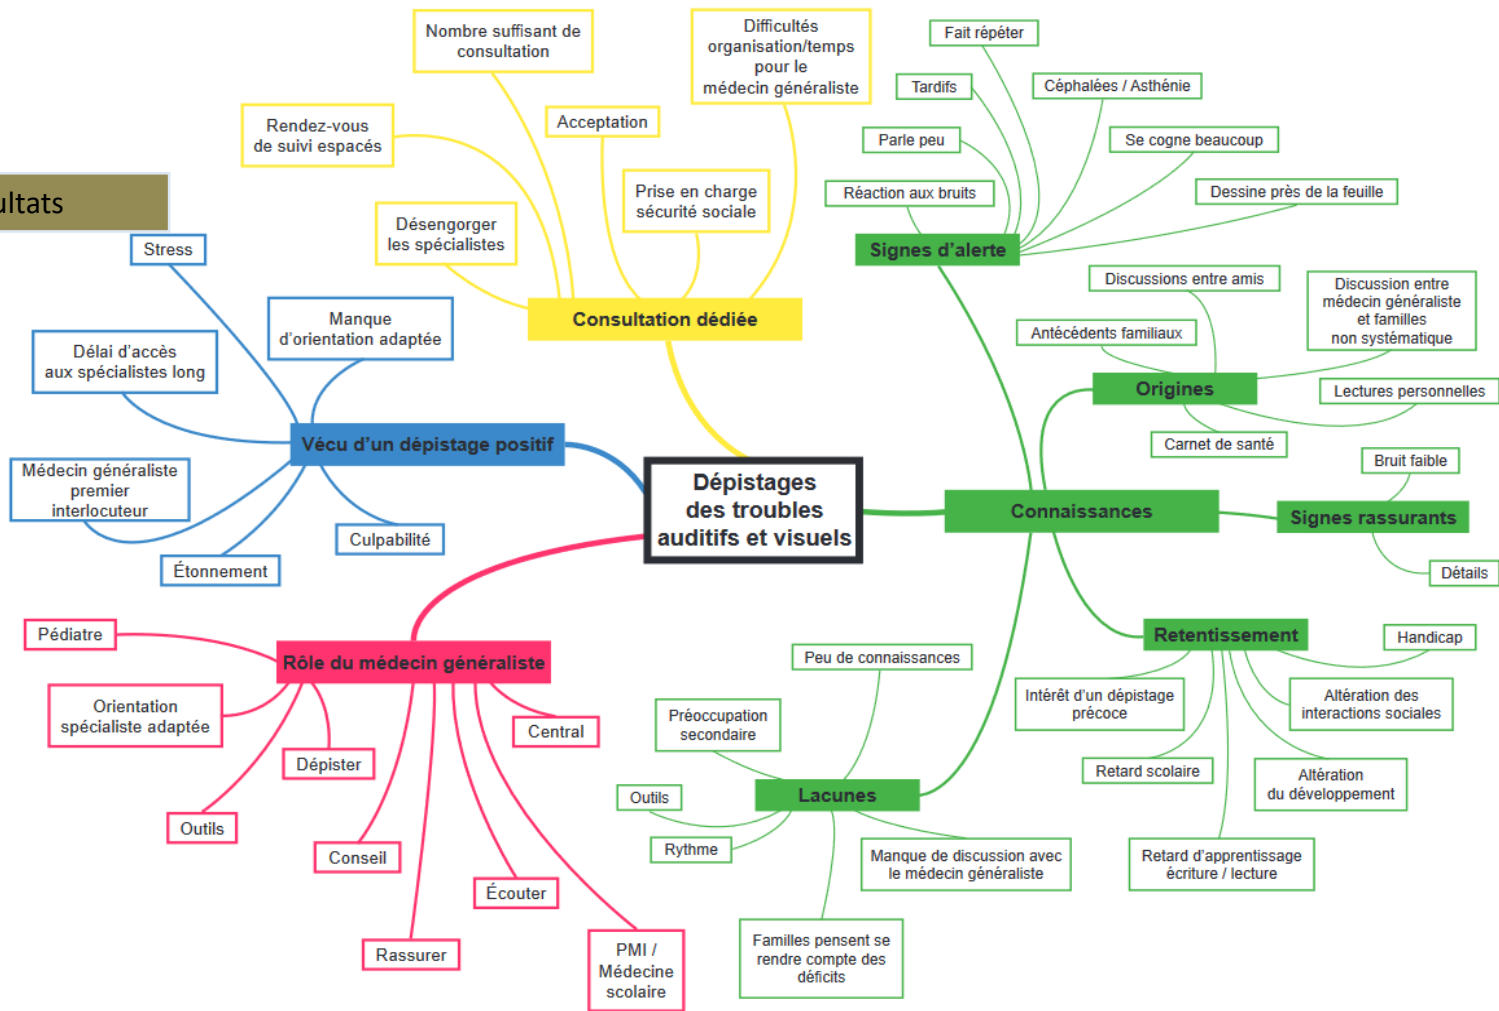 ultats
Nombre suffisant de
consultation
Difficultés
organisation/temps
pour le
médecin généraliste
Rendez-vous
de suivi espacés
Acceptation
Prise en charge
sécurité sociale
Désengorger
les spécialistes
Consultation dédiée
Stress
Manque
d'orientation adaptée
Délai d'accès
aux spécialistes long
Vécu d'un dépistage positif
Médecin généraliste
premier
interlocuteur
Étonnement
Culpabilité
Dépistages
des troubles
auditifs et visuels
Rôle du médecin généraliste
Pédiatre
Orientation
spécialiste adaptée
Outils
Dépister
Conseil
Rassurer
Écouter
PMI /
Médecine
scolaire
Central
Fait répéter
Tardifs
Céphalées / Asthénie
Parle peu
Se cogne beaucoup
Réaction aux bruits
Dessine près de la feuille
Signes d'alerte
Discussions entre amis
Discussion entre
médecin généraliste
et familles
non systématique
Antécédents familiaux
Origines
Lectures personnelles
Carnet de santé
Connaissances
Bruit faible
Signes rassurants
Détails
Retentissement
Handicap
Intérêt d'un dépistage
précoce
Altération des
interactions sociales
Retard scolaire
Altération
du développement
Retard d'apprentissage
écriture / lecture
Peu de connaissances
Préoccupation
secondaire
Lacunes
Outils
Rythme
Manque de discussion avec
le médecin généraliste
Familles pensent se
rendre compte des
déficits